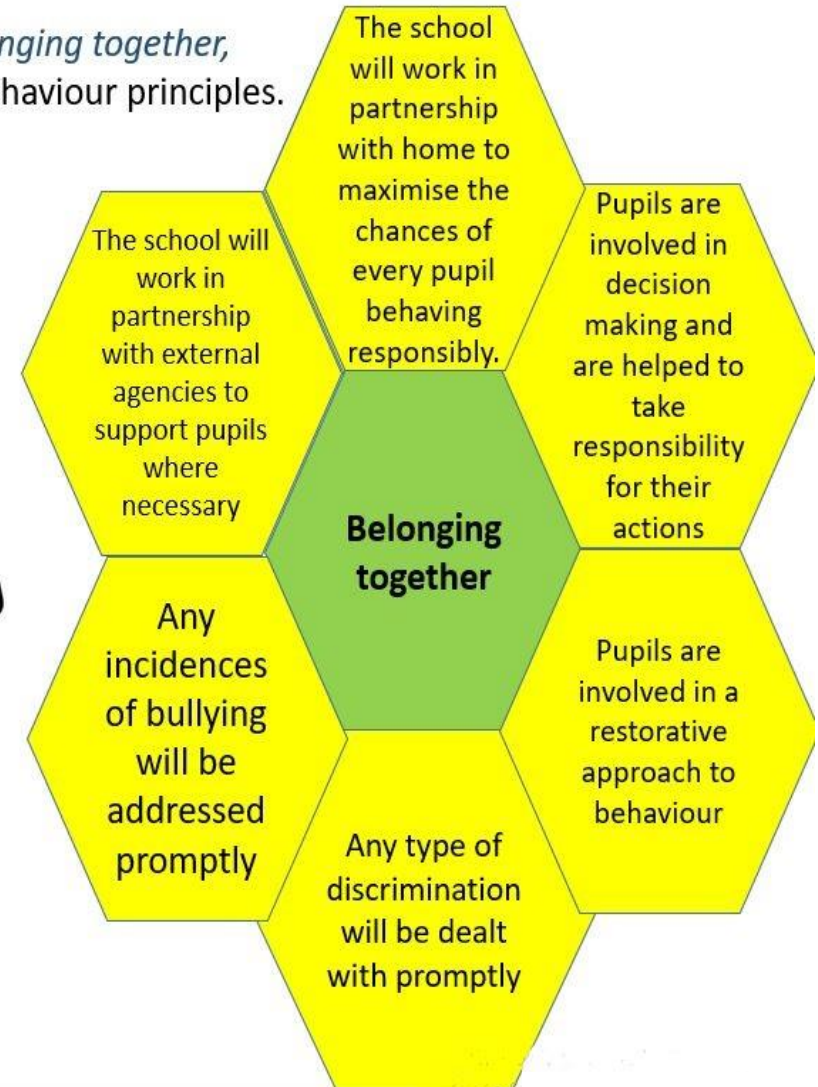 nging together,
haviour principles.
The school
will work in
partnership
with home to
maximise the
chances of
every pupil
behaving
responsibly.
Pupils are
involved in
decision
making and
are helped to
take
responsibility
for their
actions
Pupils are
involved in a
restorative
approach to
behaviour
Any type of
discrimination
will be dealt
with promptly
Any
incidences
of bullying
will be
addressed
promptly
The school will
work in
partnership
with external
agencies to
support pupils
where
necessary
Belonging
together